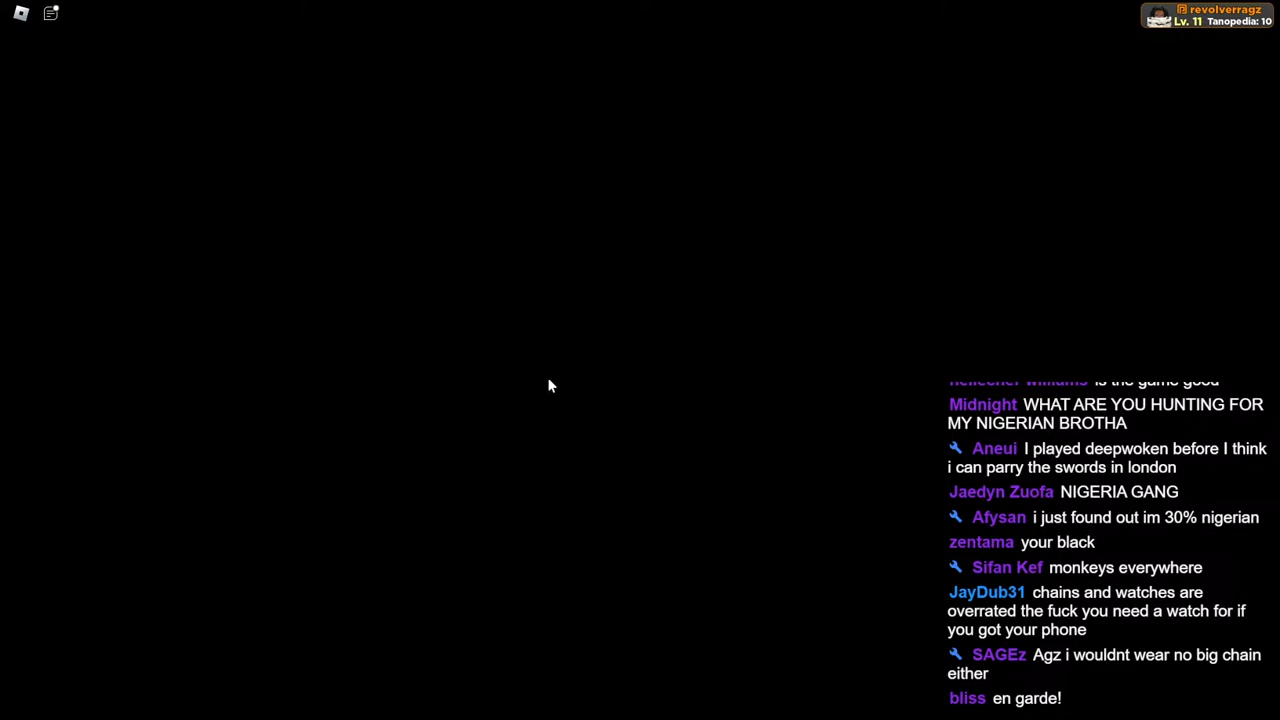 revolverragz
Lv. 11 Tanopedia: 10
is the game good
Midnight WHAT ARE YOU HUNTING FOR
MY NIGERIAN BROTHA
Aneui I played deepwoken before I think
i can parry the swords in london
Jaedyn Zuofa NIGERIA GANG
Afysan i just found out im 30% nigerian
zentama your black
Sifan Kef monkeys everywhere
JayDub31 chains and watches are
overrated the fuck you need a watch for if
you got your phone
SAGEz Agz i wouldnt wear no big chain
either
bliss en garde!